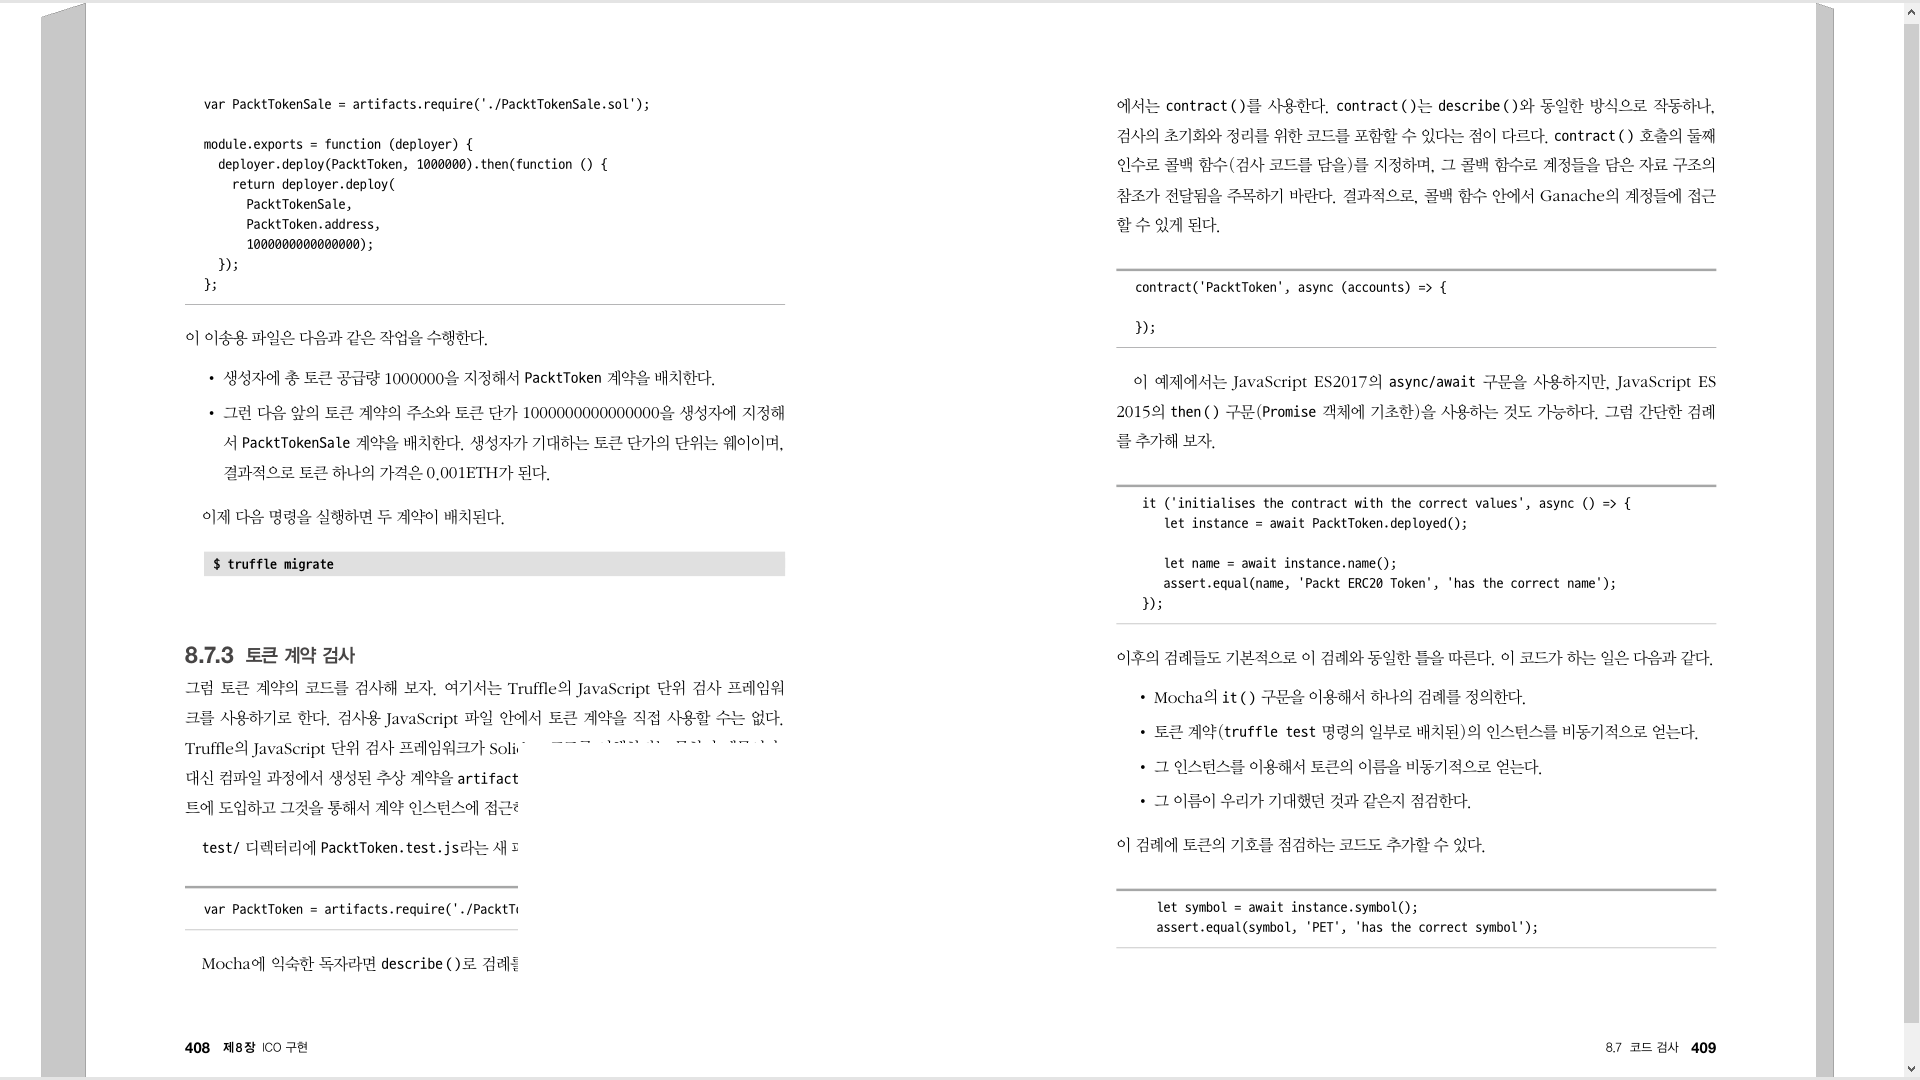 var PacktTokenSale = artifacts.require('./PacktTokenSale.sol');
module.exports = function (deployer) {
deployer.deploy(PacktToken, 1000000).then(function () {
return deployer.deploy(
PacktTokenSale,
PacktToken.address,
1000000000000000);
});
};
이 이송용 파일은 다음과 같은 작업을 수행한다.
• 생성자에 총 토큰 공급량 1000000을 지정해서 PacktToken 계약을 배치한다.
• 그런 다음 앞의 토큰 계약의 주소와 토큰 단가 1000000000000000을 생성자에 지정해
서 PacktTokenSale 계약을 배치한다. 생성자가 기대하는 토큰 단가의 단위는 웨이이며,
결과적으로 토큰 하나의 가격은 0.001ETH가 된다.
이제 다음 명령을 실행하면 두 계약이 배치된다.
$ truffle migrate
8.7.3 토큰 계약 검사
그럼 토큰 계약의 코드를 검사해 보자. 여기서는 Truffle의 JavaScript 단위 검사 프레임워
크를 사용하기로 한다. 검사용 JavaScript 파일 안에서 토큰 계약을 직접 사용할 수는 없다.
Truffle의 JavaScript 단위 검사 프레임워크가
대신 컴파일 과정에서 생성된 추상 계약을 artifact
트에 도입하고 그것을 통해서 계약 인스턴스에
test/ 디렉터리에 PacktToken.test.js라는 새
var PacktToken = artifacts.require('./Packt
Mocha에 익숙한 독자라면 describe()로
408 제8장 ICO 구현
에서는 contract()를 사용한다. contract()는 describe()와 동일한 방식으로 작동하나,
검사의 초기화와 정리를 위한 코드를 포함할 수 있다는 점이 다르다. contract() 호출의 둘째
인수로 콜백 함수(검사 코드를 담을)를 지정하며, 그 콜백 함수로 계정들을 담은 자료 구조의
참조가 전달됨을 주목하기 바란다. 결과적으로, 콜백 함수 안에서 Ganache의 계정들에 접근
할 수 있게 된다.
contract('PacktToken', async (accounts) => {
});
이 예제에서는 JavaScript ES2017의 async/await 구문을 사용하지만, JavaScript ES
2015의 then() 구문(Promise 객체에 기초한)을 사용하는 것도 가능하다. 그럼 간단한 검례
를 추가해 보자.
it ('initialises the contract with the correct values', async () => {
let instance = await PacktToken.deployed();
let name = await instance.name();
assert.equal(name, 'Packt ERC20 Token', 'has the correct name');
});
이후의 검례들도 기본적으로 이 검례와 동일한 틀을 따른다. 이 코드가 하는 일은 다음과 같다.
• Mocha의 it() 구문을 이용해서 하나의 검례를 정의한다.
• 토큰 계약(truffle test 명령의 일부로 배치된)의 인스턴스를 비동기적으로 얻는다.
• 그 인스턴스를 이용해서 토큰의 이름을 비동기적으로 얻는다.
• 그 이름이 우리가 기대했던 것과 같은지 점검한다.
이 검례에 토큰의 기호를 점검하는 코드도 추가할 수 있다.
let symbol = await instance.symbol();
assert.equal(symbol, 'PET', 'has the correct symbol');
8.7 코드 검사 409